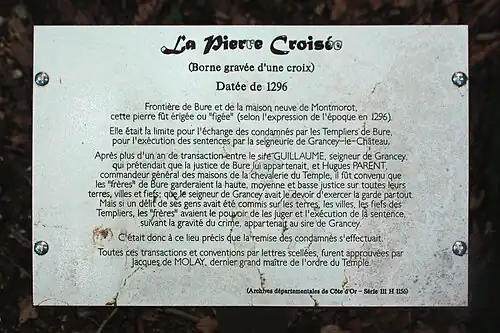 La Pierre Croisée
(Borne gravée d'une croix)
Datée de 1296
Frontière de Bure et de la maison neuve de Montmorot,
cette pierre fût érigée ou "figée" (selon l'expression de l'époque en 1296).
Elle était la limite pour l'échange des condamnés par les Templiers de Bure,
pour l'exécution des sentences par la seigneurie de Grancey-le-Château.
Après plus d'un an de transaction entre le sire GUILLAUME, seigneur de Grancey,
qui prétendait que la justice de Bure lui appartenait, et Hugues PARENT,
commandeur général des maisons de la chevalerie du Temple, il fût convenu que
les "frères" de Bure garderaient la haute, moyenne et basse justice sur toutes leurs
terres, villes et fiefs; que le seigneur de Grancey avait le devoir d'exercer la garde partout.
Mais si un délit de ses gens avait été commis sur les terres, les villes, les fiefs des
Templiers, les "frères" avaient le pouvoir de les juger et l'exécution de la sentence,
suivant la gravité du crime, appartenait au sire de Grancey.
C'était donc à ce lieu précis que la remise des condamnés s'effectuait.
Toutes ces transactions et conventions par lettres scellées, furent approuvées par
Jacques de MOLAY, dernier grand maître de l'ordre du Temple.
(Archives départementales de Côte d'Or - Série III H 1156)